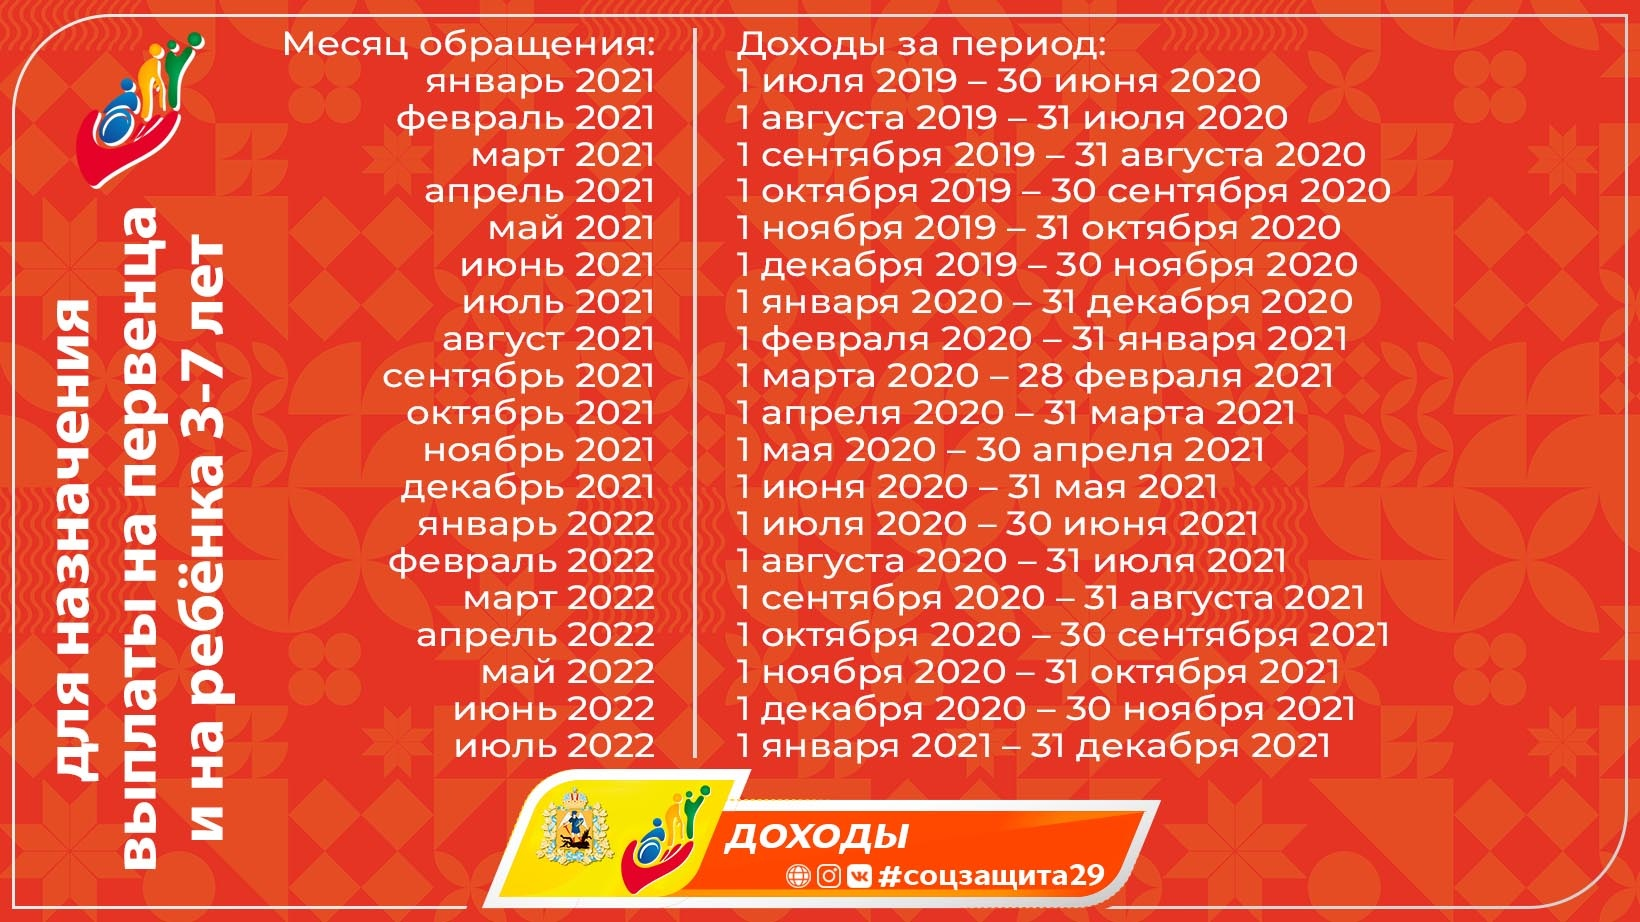 для назначения
выплаты на первенца
и на ребёнка 3-7 лет
Месяц обращения: Доходы за период:
январь 2021 1 июля 2019 – 30 июня 2020
февраль 2021 1 августа 2019 – 31 июля 2020
март 2021 1 сентября 2019 – 31 августа 2020
апрель 2021 1 октября 2019 – 30 сентября 2020
май 2021 1 ноября 2019 – 31 октября 2020
июнь 2021 1 декабря 2019 – 30 ноября 2020
июль 2021 1 января 2020 – 31 декабря 2020
август 2021 1 февраля 2020 – 31 января 2021
сентябрь 2021 1 марта 2020 – 28 февраля 2021
октябрь 2021 1 апреля 2020 – 31 марта 2021
ноябрь 2021 1 мая 2020 – 30 апреля 2021
декабрь 2021 1 июня 2020 – 31 мая 2021
январь 2022 1 июля 2020 – 30 июня 2021
февраль 2022 1 августа 2020 – 31 июля 2021
март 2022 1 сентября 2020 – 31 августа 2021
апрель 2022 1 октября 2020 – 30 сентября 2021
май 2022 1 ноября 2020 – 31 октября 2021
июнь 2022 1 декабря 2020 – 30 ноября 2021
июль 2022 1 января 2021 – 31 декабря 2021
ДОХОДЫ
#соцзащита29